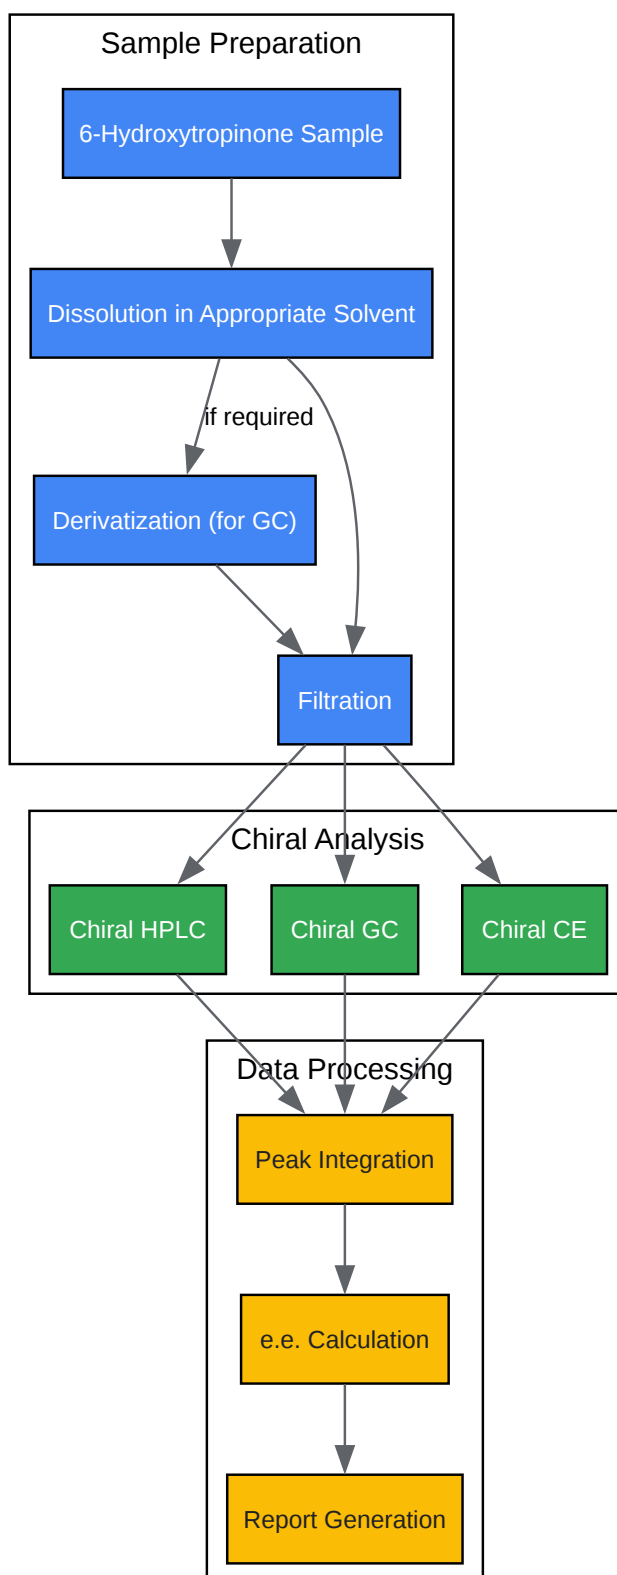 Sample Preparation
6-Hydroxytropinone Sample
Dissolution in Appropriate Solvent
if required
Derivatization (for GC)
Filtration
Chiral Analysis
Chiral HPLC
Chiral GC
Chiral CE
Data Processing
Peak Integration
e.e. Calculation
Report Generation